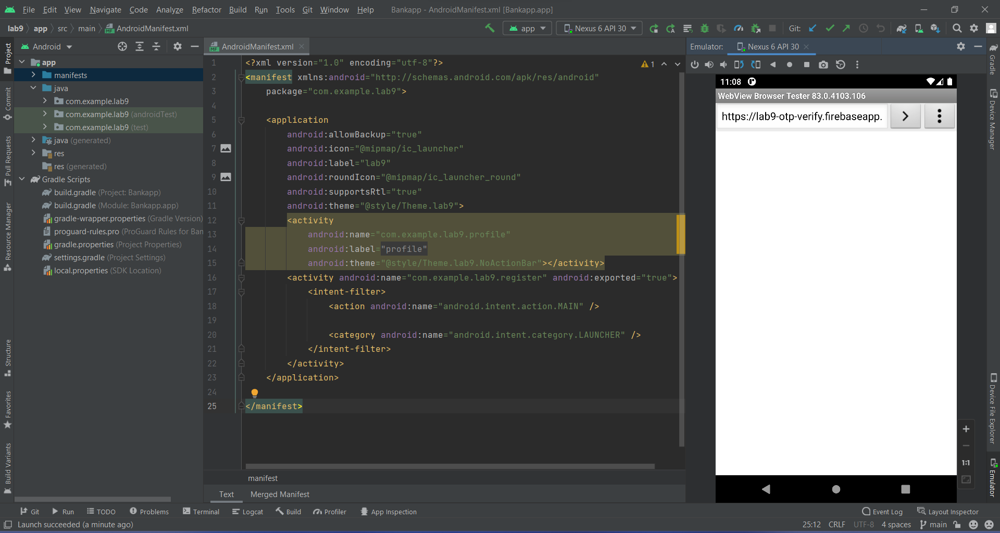 File Edit View Navigate Code Analyze Refactor Build Run Tools Git Window Help Bankapp - AndroidManifest.xml [Bankapp.app]
lab9 app src main AndroidManifest.xml app Nexus 6 API 30 Git:
Project
Commit
Pull Requests
Resource Manager
Structure
Favorites
Build Variants
Android
app
manifests
java
com.example.lab9
com.example.lab9 (androidTest)
com.example.lab9 (test)
java (generated)
res
res (generated)
Gradle Scripts
build.gradle (Project: Bankapp)
build.gradle (Module: Bankapp.app)
gradle-wrapper.properties (Gradle Version)
proguard-rules.pro (ProGuard Rules for Ban
gradle.properties (Project Properties)
settings.gradle (Project Settings)
local.properties (SDK Location)
AndroidManifest.xml
1
1 <?xml version="1.0" encoding="utf-8"?>
2 <manifest xmlns:android="http://schemas.android.com/apk/res/android"
3 package="com.example.lab9">
4
5 <application
6 android:allowBackup="true"
7 android:icon="@mipmap/ic_launcher"
8 android:label="lab9"
9 android:roundIcon="@mipmap/ic_launcher_round"
10 android:supportsRtl="true"
11 android:theme="@style/Theme.lab9">
12 <activity
13 android:name="com.example.lab9.profile"
14 android:label="profile"
15 android:theme="@style/Theme.lab9.NoActionBar"></activity>
16 <activity android:name="com.example.lab9.register" android:exported="true">
17 <intent-filter>
18 <action android:name="android.intent.action.MAIN" />
19
20 <category android:name="android.intent.category.LAUNCHER" />
21 </intent-filter>
22 </activity>
23 </application>
24
25 </manifest>
manifest
Text Merged Manifest
Emulator: Nexus 6 API 30
11:08
WebView Browser Tester 83.0.4103.106
https://lab9-otp-verify.firebaseapp.
1:1
Gradle
Device Manager
Device File Explorer
Emulator
Git Run TODO Problems Terminal Logcat Build Profiler App Inspection Event Log Layout Inspector
Launch succeeded (a minute ago) 25:12 CRLF UTF-8 4 spaces main